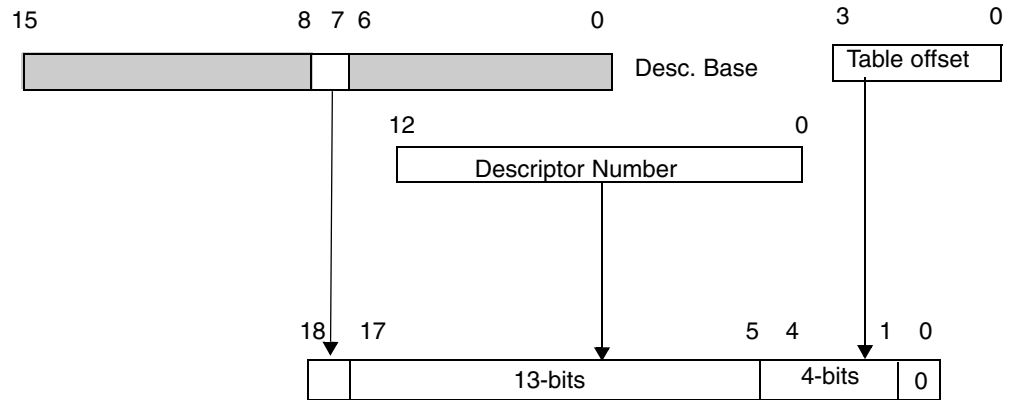 15 8 7 6 0 3 0
Desc. Base Table offset
12 0
Descriptor Number
18 17 5 4 1 0
13-bits 4-bits 0